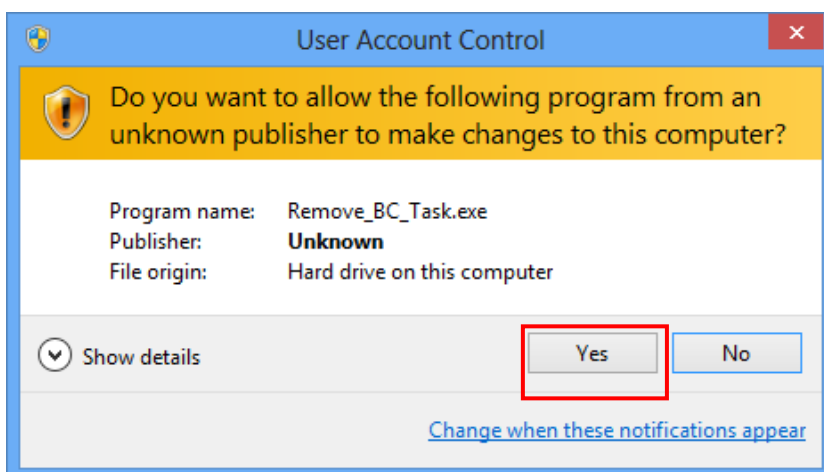 User Account Control
Do you want to allow the following program from an
unknown publisher to make changes to this computer?
Program name: Remove_BC_Task.exe
Publisher: Unknown
File origin: Hard drive on this computer
Show details
Yes
No
Change when these notifications appear